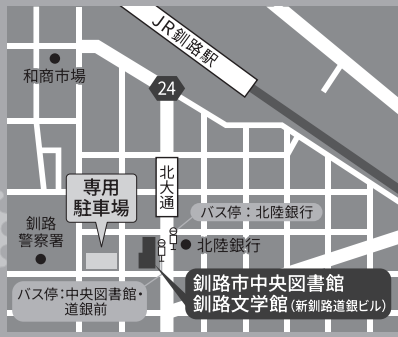 JR釧路駅
和商市場
24
北大通
専用
駐車場
バス停：北陸銀行
釧路
警察署
北陸銀行
釧路市中央図書館
釧路文学館（新釧路道銀ビル）
バス停：中央図書館・
道銀前